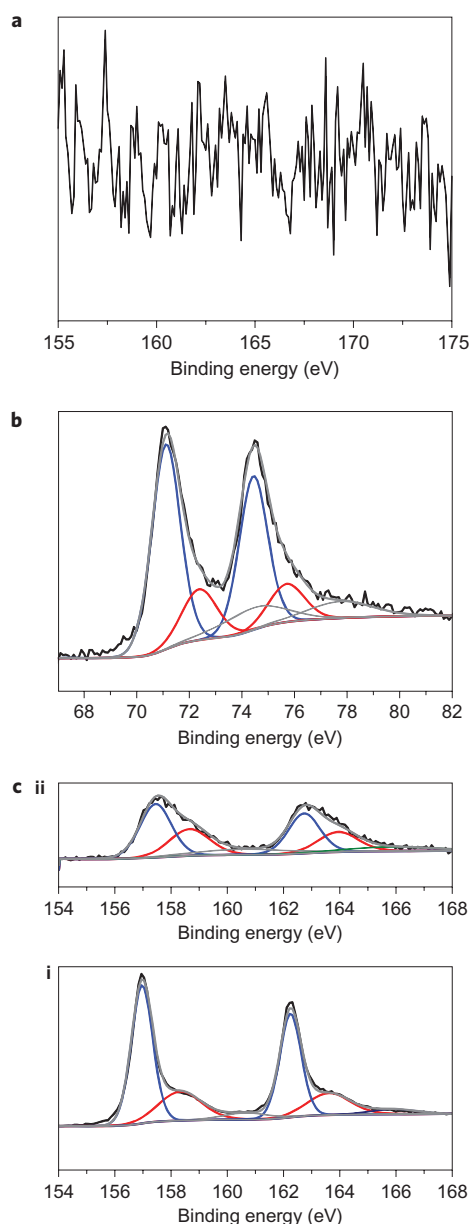 a
155 160 165 170 175
Binding energy (eV)
b
68 70 72 74 76 78 80 82
Binding energy (eV)
c ii
154 156 158 160 162 164 166 168
Binding energy (eV)
i
154 156 158 160 162 164 166 168
Binding energy (eV)